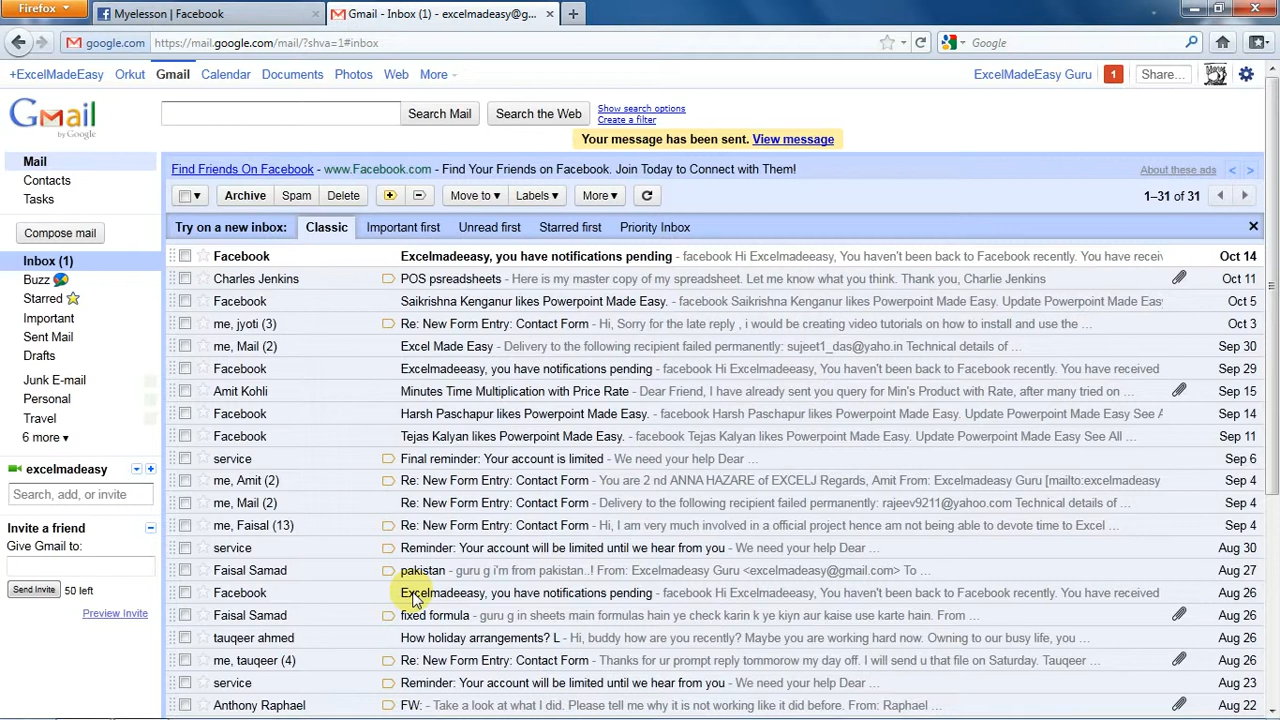 Firefox
Myelesson | Facebook
Gmail - Inbox (1) - excelmadeasy@g...
google.com https://mail.google.com/mail/?shva=1#inbox
Google
+ExcelMadeEasy Orkut Gmail Calendar Documents Photos Web More
ExcelMadeEasy Guru 1 Share...
Gmail by Google
Search Mail Search the Web Show search options
Create a filter
Your message has been sent. View message
Mail
Contacts
Tasks
Compose mail
Inbox (1)
Buzz
Starred
Important
Sent Mail
Drafts
Junk E-mail
Personal
Travel
6 more
excelmadeasy
Search, add, or invite
Invite a friend
Give Gmail to:
Send Invite 50 left
Preview Invite
Find Friends On Facebook - www.Facebook.com - Find Your Friends on Facebook. Join Today to Connect with Them! About these ads < >
Archive Spam Delete Move to Labels More 1–31 of 31
Try on a new inbox: Classic Important first Unread first Starred first Priority Inbox
Facebook Excelmadeeasy, you have notifications pending - facebook Hi Excelmadeeasy, You haven't been back to Facebook recently. You have receiv Oct 14
Charles Jenkins POS psreadsheets - Here is my master copy of my spreadsheet. Let me know what you think. Thank you, Charlie Jenkins Oct 11
Facebook Saikrishna Kenganur likes Powerpoint Made Easy. - facebook Saikrishna Kenganur likes Powerpoint Made Easy. Update Powerpoint Made Easy Oct 5
me, jyoti (3) Re: New Form Entry: Contact Form - Hi, Sorry for the late reply , i would be creating video tutorials on how to install and use the ... Oct 3
me, Mail (2) Excel Made Easy - Delivery to the following recipient failed permanently: sujeet1_das@yaho.in Technical details of ... Sep 30
Facebook Excelmadeeasy, you have notifications pending - facebook Hi Excelmadeeasy, You haven't been back to Facebook recently. You have received Sep 29
Amit Kohli Minutes Time Multiplication with Price Rate - Dear Friend, I have already sent you query for Min's Product with Rate, after many tried on ... Sep 15
Facebook Harsh Paschapur likes Powerpoint Made Easy. - facebook Harsh Paschapur likes Powerpoint Made Easy. Update Powerpoint Made Easy See A Sep 14
Facebook Tejas Kalyan likes Powerpoint Made Easy. - facebook Tejas Kalyan likes Powerpoint Made Easy. Update Powerpoint Made Easy See All ... Sep 11
service Final reminder: Your account is limited - We need your help Dear ... Sep 6
me, Amit (2) Re: New Form Entry: Contact Form - You are 2 nd ANNA HAZARE of EXCELJ Regards, Amit From: Excelmadeasy Guru [mailto:excelmadeasy Sep 4
me, Mail (2) Re: New Form Entry: Contact Form - Delivery to the following recipient failed permanently: rajeev9211@yahoo.com Technical details of ... Sep 4
me, Faisal (13) Re: New Form Entry: Contact Form - Hi, I am very much involved in a official project hence am not being able to devote time to Excel ... Sep 4
service Reminder: Your account will be limited until we hear from you - We need your help Dear ... Aug 30
Faisal Samad pakistan - guru g i'm from pakistan..! From: Excelmadeasy Guru <excelmadeasy@gmail.com> To ... Aug 27
Facebook Excelmadeeasy, you have notifications pending - facebook Hi Excelmadeeasy, You haven't been back to Facebook recently. You have received Aug 26
Faisal Samad fixed formula - guru g in sheets main formulas hain ye check karin k ye kiyn aur kaise use karte hain. From ... Aug 26
tauqeer ahmed How holiday arrangements? L - Hi, buddy how are you recently? Maybe you are working hard now. Owning to our busy life, you ... Aug 26
me, tauqeer (4) Re: New Form Entry: Contact Form - Thanks for ur prompt reply tommorow my day off. I will send u that file on Saturday. Tauqeer ... Aug 26
service Reminder: Your account will be limited until we hear from you - We need your help Dear ... Aug 23
Anthony Raphael FW: - Take a look at what I did. Please tell me why it is not working like it did before. From: Raphael ... Aug 22